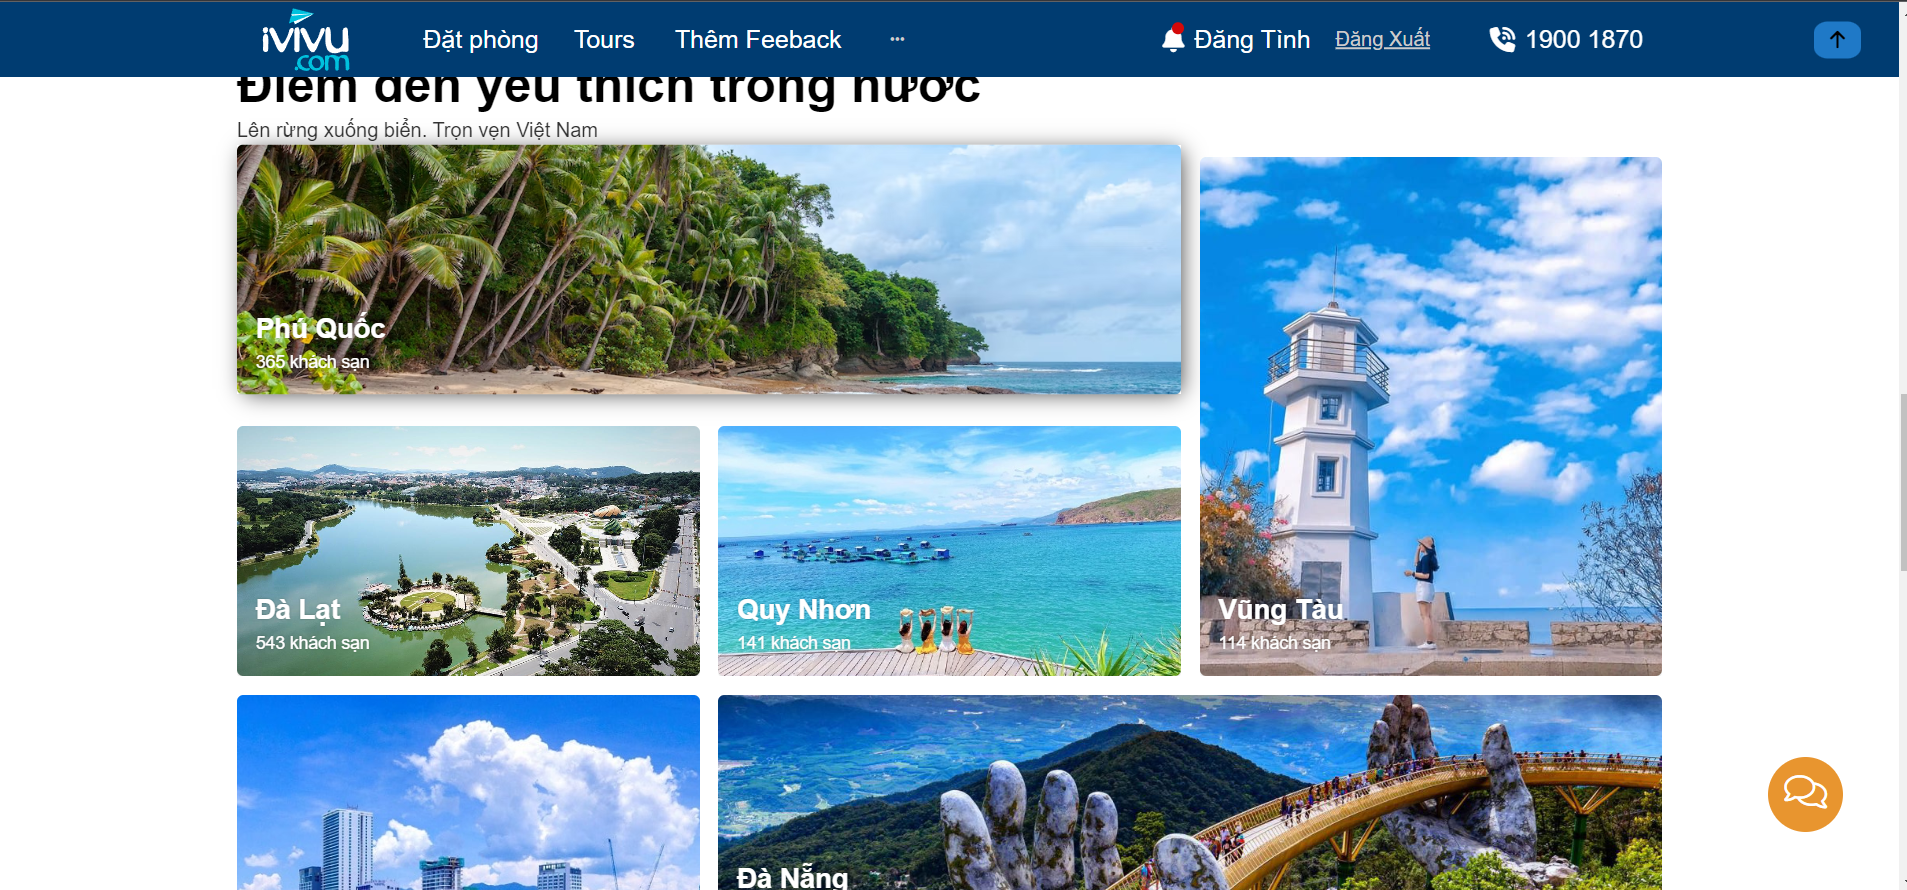 iVIVU
.com
Đặt phòng
Tours
Thêm Feeback
...
Đăng Tình
Đăng Xuất
1900 1870
Điểm đến yêu thích trong nước
Lên rừng xuống biển. Trọn vẹn Việt Nam
Phú Quốc
365 khách sạn
Đà Lạt
543 khách sạn
Quy Nhơn
141 khách sạn
Vũng Tàu
114 khách sạn
Đà Nẵng